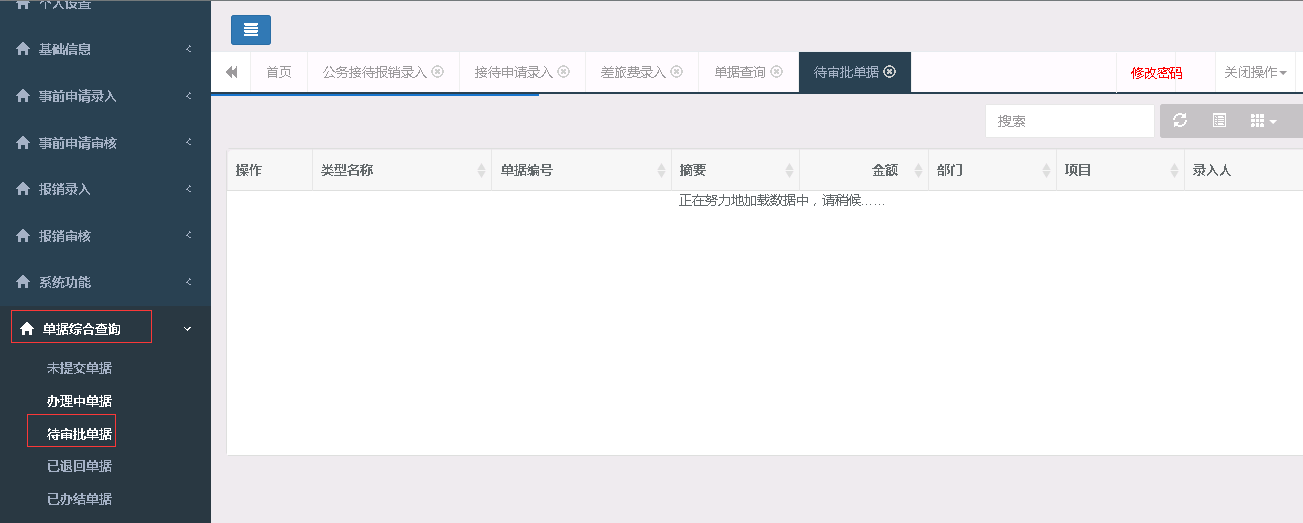 个人设置
基础信息
事前申请录入
事前申请审核
报销录入
报销审核
系统功能
单据综合查询
未提交单据
办理中单据
待审批单据
已退回单据
已办结单据
首页 公务接待报销录入 接待申请录入 差旅费录入 单据查询 待审批单据 修改密码 关闭操作
搜索
操作 类型名称 单据编号 摘要 金额 部门 项目 录入人
正在努力地加载数据中，请稍候……